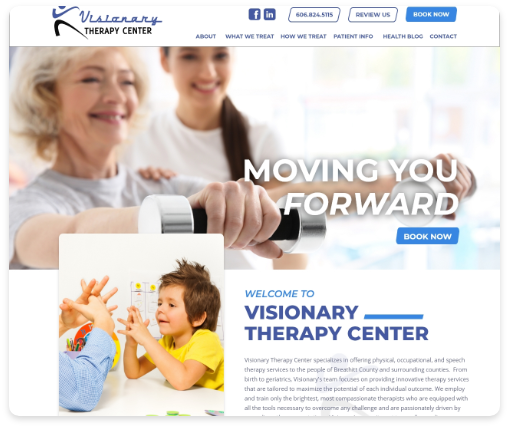 Visionary
THERAPY CENTER
606.824.5115
REVIEW US
BOOK NOW
ABOUT WHAT WE TREAT HOW WE TREAT PATIENT INFO HEALTH BLOG CONTACT
MOVING YOU
FORWARD
BOOK NOW
WELCOME TO
VISIONARY
THERAPY CENTER
Visionary Therapy Center specializes in offering physical, occupational, and speech
therapy services to the people of Breathitt County and surrounding counties. From
birth to geriatrics, Visionary's team focuses on providing innovative therapy services
that are tailored to maximize the potential of each individual outcome. We employ
and train only the brightest, most compassionate therapists who are equipped with
all the tools necessary to overcome any challenge and are passionately driven by